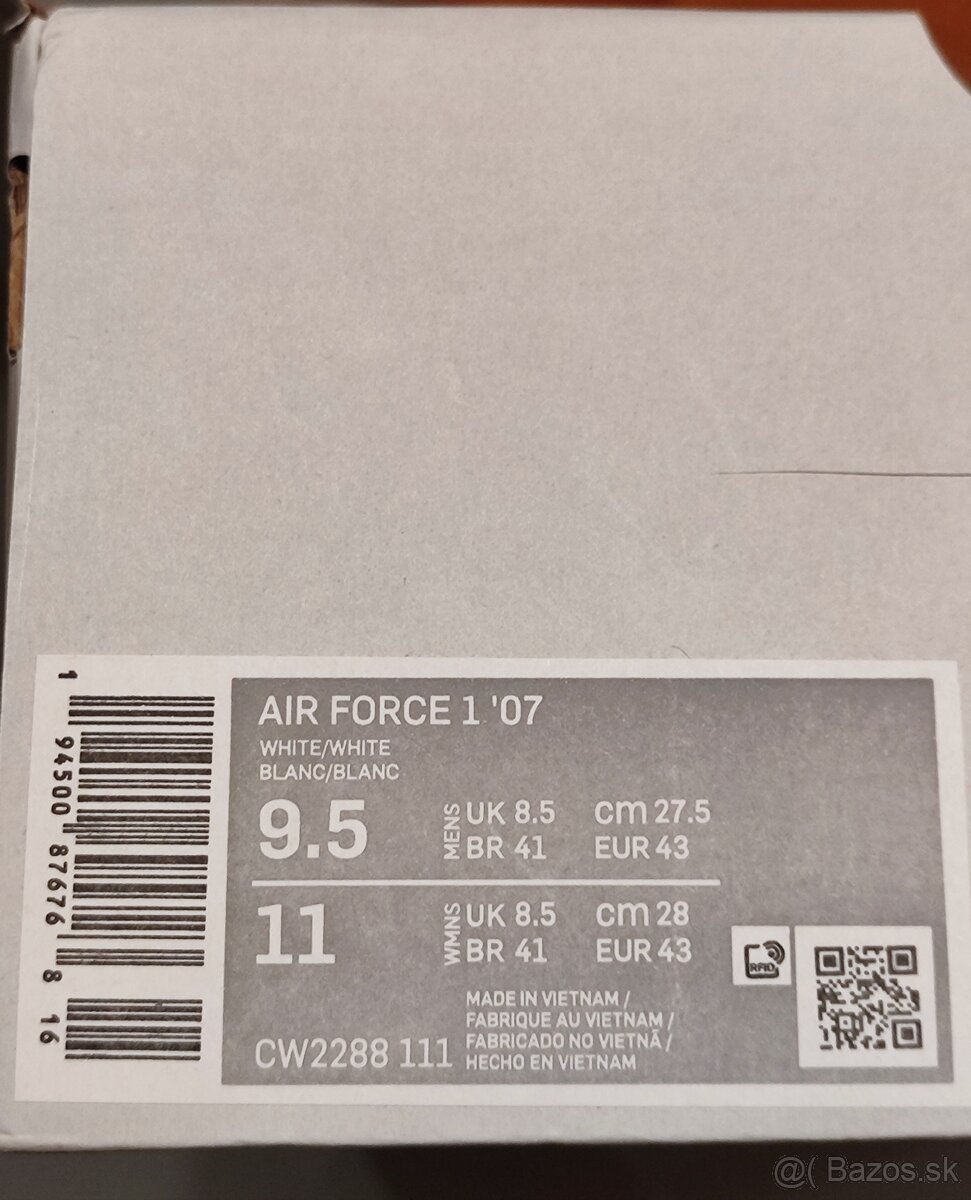 1 94500 87676 8 16
AIR FORCE 1 '07
WHITE/WHITE
BLANC/BLANC
9.5 MENS UK 8.5 cm 27.5
BR 41 EUR 43
11 WMNS UK 8.5 cm 28
BR 41 EUR 43
RFID
MADE IN VIETNAM /
FABRIQUE AU VIETNAM /
FABRICADO NO VIETNÃ /
HECHO EN VIETNAM
CW2288 111
@( Bazos.sk